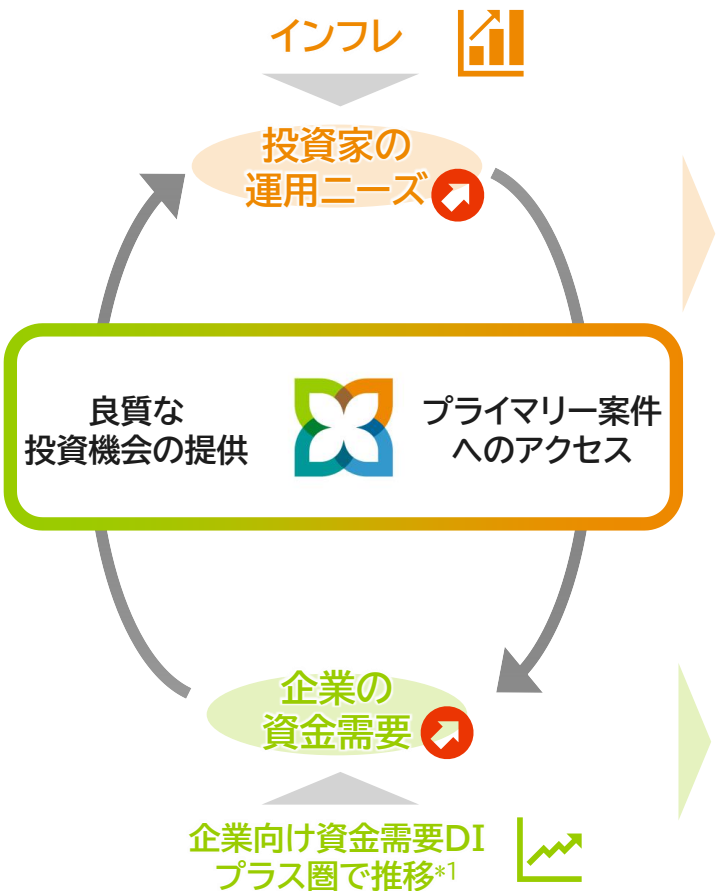 インフレ
投資家の
運用ニーズ
良質な
投資機会の提供
プライマリー案件
へのアクセス
企業の
資金需要
企業向け資金需要DI
プラス圏で推移*1